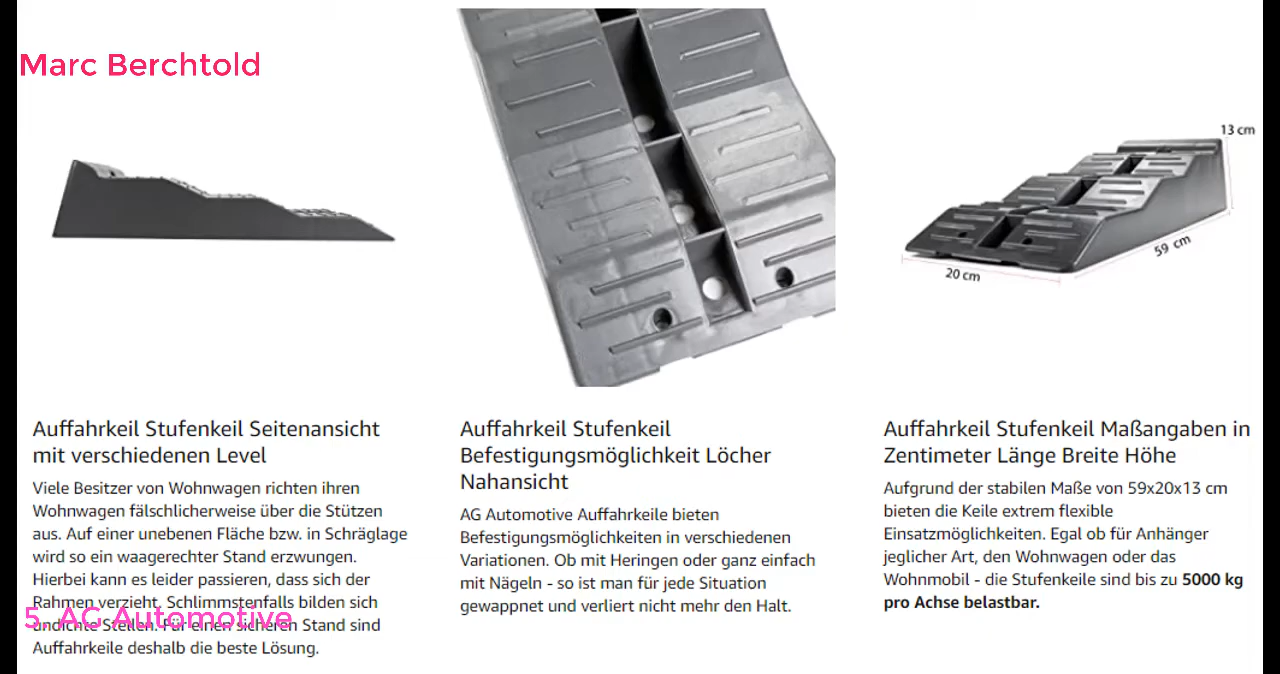 Marc Berchtold
13 cm
59 cm
20 cm
Auffahrkeil Stufenkeil Seitenansicht
mit verschiedenen Level
Viele Besitzer von Wohnwagen richten ihren
Wohnwagen fälschlicherweise über die Stützen
aus. Auf einer unebenen Fläche bzw. in Schräglage
wird so ein waagerechter Stand erzwungen.
Hierbei kann es leider passieren, dass sich der
Rahmen verzieht. Schlimmstenfalls bilden sich
undichte Stellen. Für einen sicheren Stand sind
Auffahrkeile deshalb die beste Lösung.
5. AG Automotive
Auffahrkeil Stufenkeil
Befestigungsmöglichkeit Löcher
Nahansicht
AG Automotive Auffahrkeile bieten
Befestigungsmöglichkeiten in verschiedenen
Variationen. Ob mit Heringen oder ganz einfach
mit Nägeln - so ist man für jede Situation
gewappnet und verliert nicht mehr den Halt.
Auffahrkeil Stufenkeil Maßangaben in
Zentimeter Länge Breite Höhe
Aufgrund der stabilen Maße von 59x20x13 cm
bieten die Keile extrem flexible
Einsatzmöglichkeiten. Egal ob für Anhänger
jeglicher Art, den Wohnwagen oder das
Wohnmobil - die Stufenkeile sind bis zu 5000 kg
pro Achse belastbar.